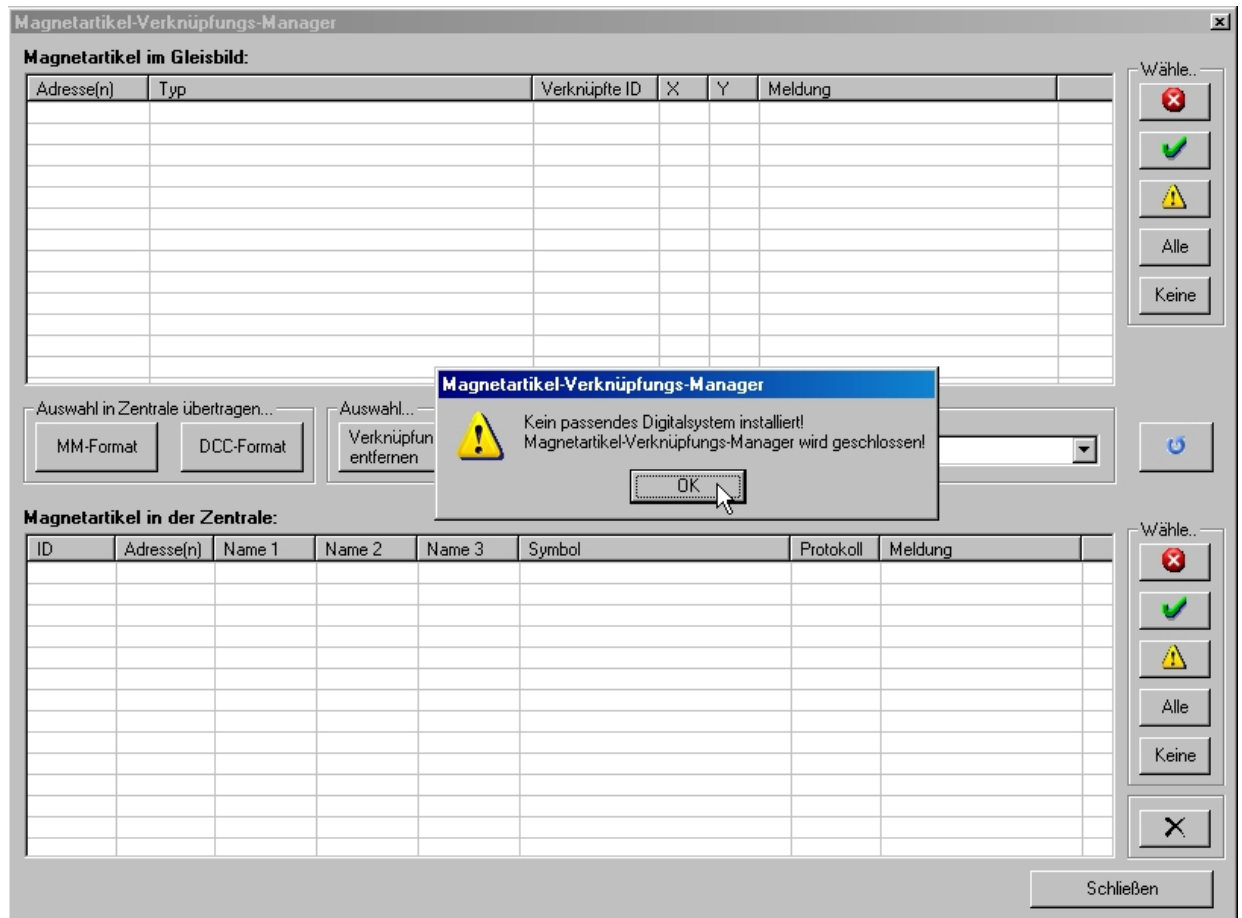 Magnetartikel-Verknüpfungs-Manager
Magnetartikel im Gleisbild:
Adresse(n) Typ Verknüpfte ID X Y Meldung
Wähle..
Alle
Keine
Magnetartikel-Verknüpfungs-Manager
Kein passendes Digitalsystem installiert!
Magnetartikel-Verknüpfungs-Manager wird geschlossen!
OK
Auswahl in Zentrale übertragen...
MM-Format DCC-Format
Auswahl...
Verknüpfun
entfernen
Magnetartikel in der Zentrale:
ID Adresse(n) Name 1 Name 2 Name 3 Symbol Protokoll Meldung
Wähle..
Alle
Keine
Schließen